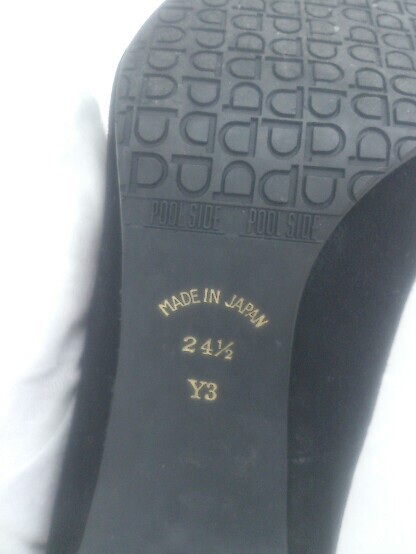 POOL SIDE POOL SIDE
MADE IN JAPAN
24½
Y3